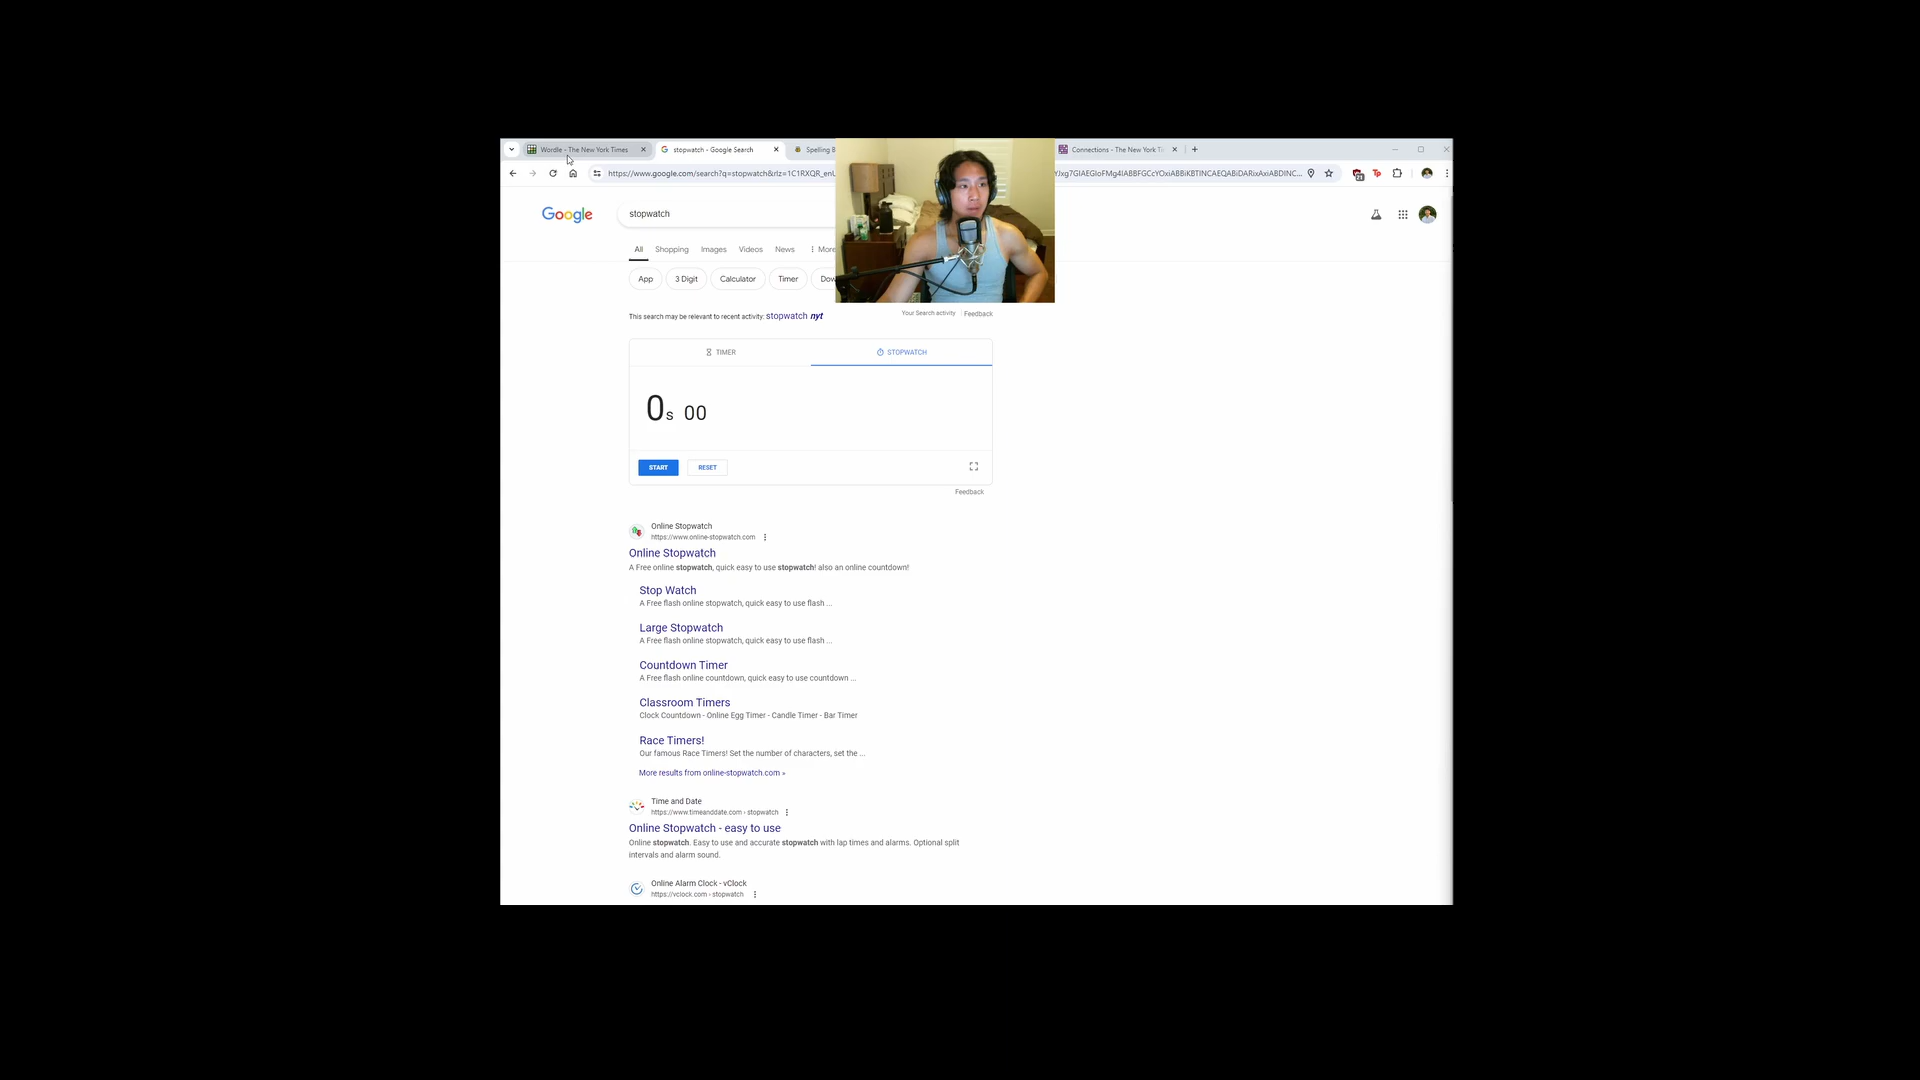 Wordle - The New York Times
stopwatch - Google Search
Spelling B
Connections - The New York Ti
https://www.google.com/search?q=stopwatch&rlz=1C1RXQR_enU
Google
stopwatch
All
Shopping
Images
Videos
News
More
App
3 Digit
Calculator
Timer
Dow
This search may be relevant to recent activity: stopwatch nyt
Your Search activity
Feedback
TIMER
STOPWATCH
0s 00
START
RESET
Feedback
Online Stopwatch
https://www.online-stopwatch.com
Online Stopwatch
A Free online stopwatch, quick easy to use stopwatch! also an online countdown!
Stop Watch
A Free flash online stopwatch, quick easy to use flash ...
Large Stopwatch
A Free flash online stopwatch, quick easy to use flash ...
Countdown Timer
A Free flash online countdown, quick easy to use countdown ...
Classroom Timers
Clock Countdown - Online Egg Timer - Candle Timer - Bar Timer
Race Timers!
Our famous Race Timers! Set the number of characters, set the ...
More results from online-stopwatch.com »
Time and Date
https://www.timeanddate.com › stopwatch
Online Stopwatch - easy to use
Online stopwatch. Easy to use and accurate stopwatch with lap times and alarms. Optional split
intervals and alarm sound.
Online Alarm Clock - vClock
https://vclock.com › stopwatch